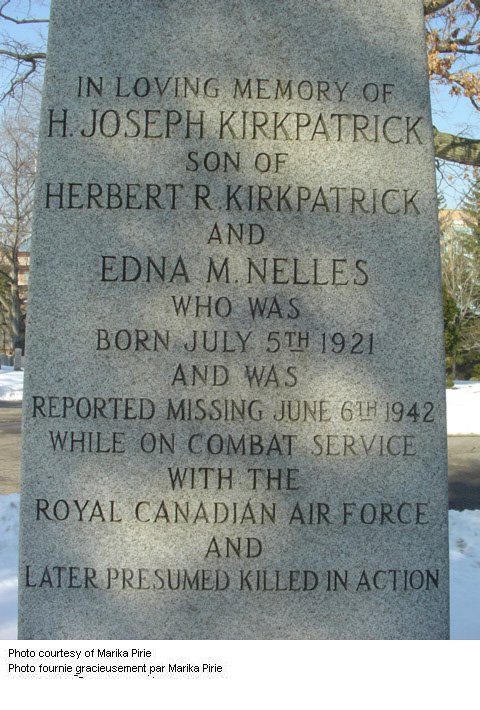 IN LOVING MEMORY OF
H. JOSEPH KIRKPATRICK
SON OF
HERBERT R. KIRKPATRICK
AND
EDNA M. NELLES
WHO WAS
BORN JULY 5TH 1921
AND WAS
REPORTED MISSING JUNE 6TH 1942
WHILE ON COMBAT SERVICE
WITH THE
ROYAL CANADIAN AIR FORCE
AND
LATER PRESUMED KILLED IN ACTION
Photo courtesy of Marika Pirie
Photo fournie gracieusement par Marika Pirie